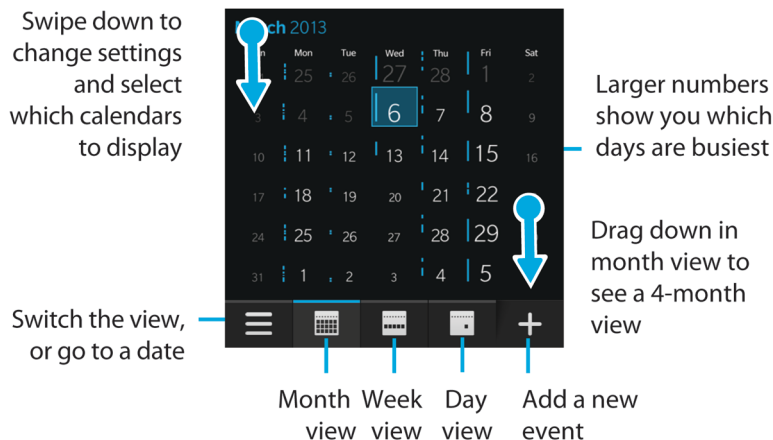 Swipe down to
change settings
and select
which calendars
to display
ch 2013
n Mon Tue Wed Thu Fri Sat
25 26 27 28 1 2
3 4 5 6 7 8 9
10 11 12 13 14 15 16
17 18 19 20 21 22
24 25 26 27 28 29
31 1 2 3 4 5
Larger numbers
show you which
days are busiest
Drag down in
month view to
see a 4-month
view
Switch the view,
or go to a date
Month
view
Week
view
Day
view
Add a new
event